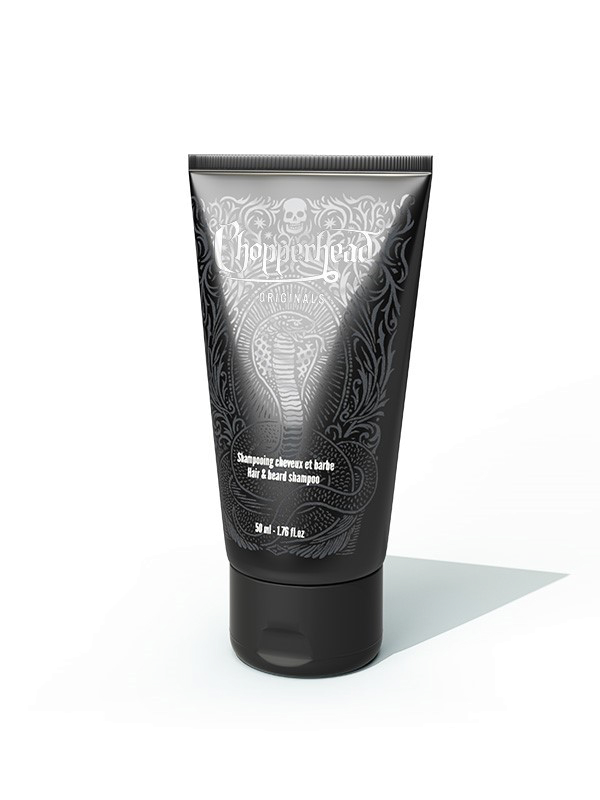 Chopperhead
ORIGINALS
Shampooing cheveux et barbe
Hair & beard shampoo
50 ml - 1.76 fl.oz